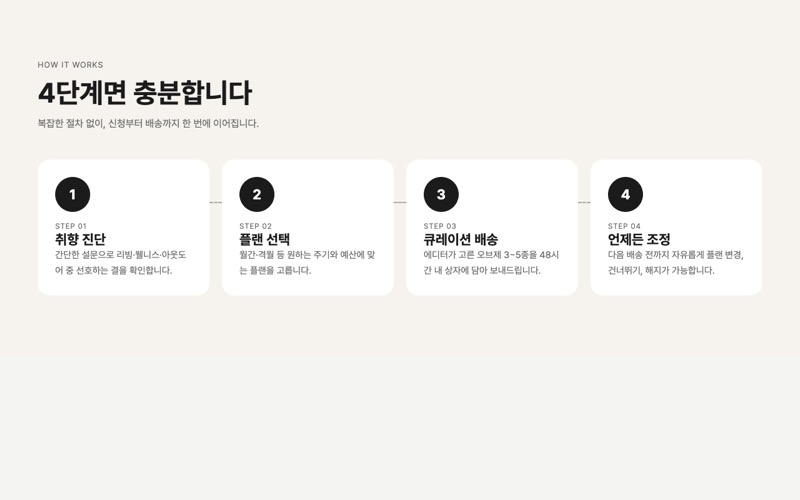 HOW IT WORKS
4단계면 충분합니다
복잡한 절차 없이, 신청부터 배송까지 한 번에 이어집니다.
1
STEP 01
취향 진단
간단한 설문으로 리빙·웰니스·아웃도
어 중 선호하는 결을 확인합니다.
2
STEP 02
플랜 선택
월간·격월 등 원하는 주기와 예산에 맞
는 플랜을 고릅니다.
3
STEP 03
큐레이션 배송
에디터가 고른 오브제 3~5종을 48시
간 내 상자에 담아 보내드립니다.
4
STEP 04
언제든 조정
다음 배송 전까지 자유롭게 플랜 변경,
건너뛰기, 해지가 가능합니다.